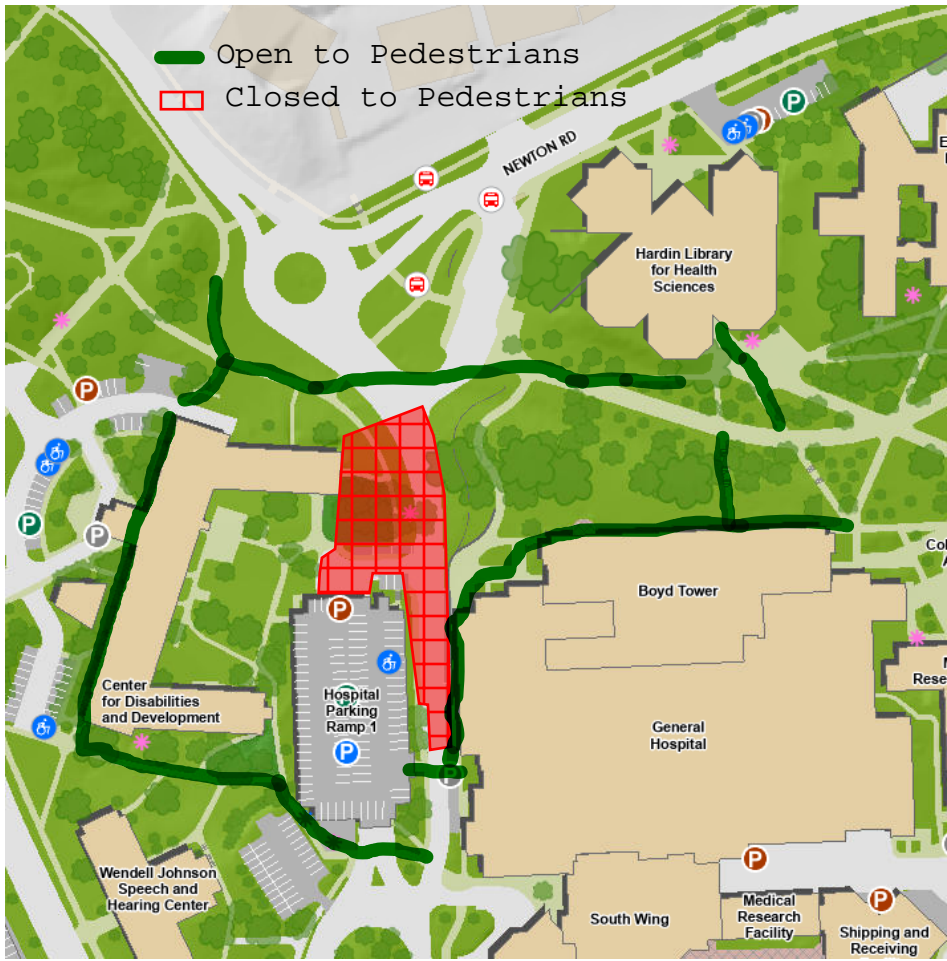 Open to Pedestrians
Closed to Pedestrians
P
NEWTON RD
Hardin Library
for Health
Sciences
P
P
P
Boyd Tower
P
Center
for Disabilities
and Development
Hospital
Parking
Ramp 1
P
General
Hospital
P
Wendell Johnson
Speech and
Hearing Center
South Wing
P
Medical
Research
Facility
P
Shipping and
Receiving